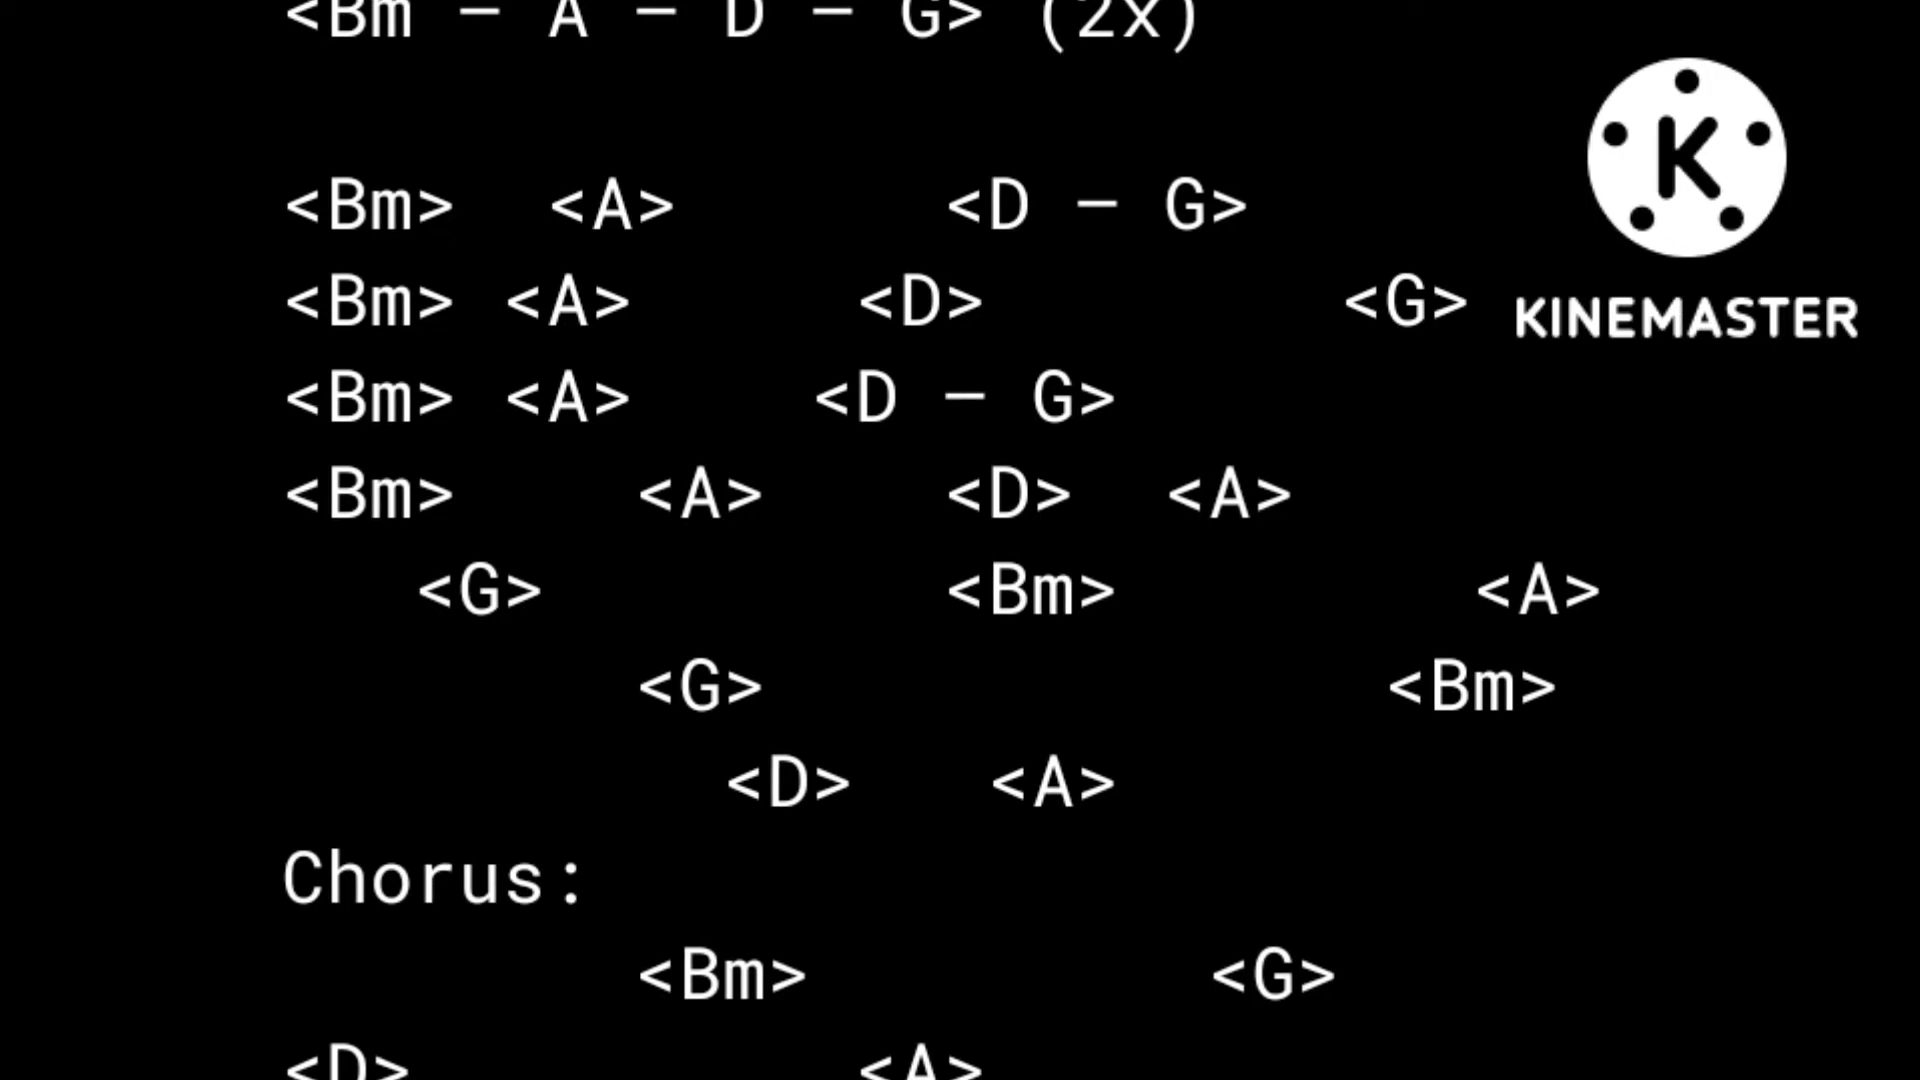 <Bm – A – D – G> (2x)
<Bm> <A> <D – G>
<Bm> <A> <D> <G>
<Bm> <A> <D – G>
<Bm> <A> <D> <A>
<G> <Bm> <A>
<G> <Bm>
<D> <A>
Chorus:
<Bm> <G>
<D> <A>
K
KINEMASTER